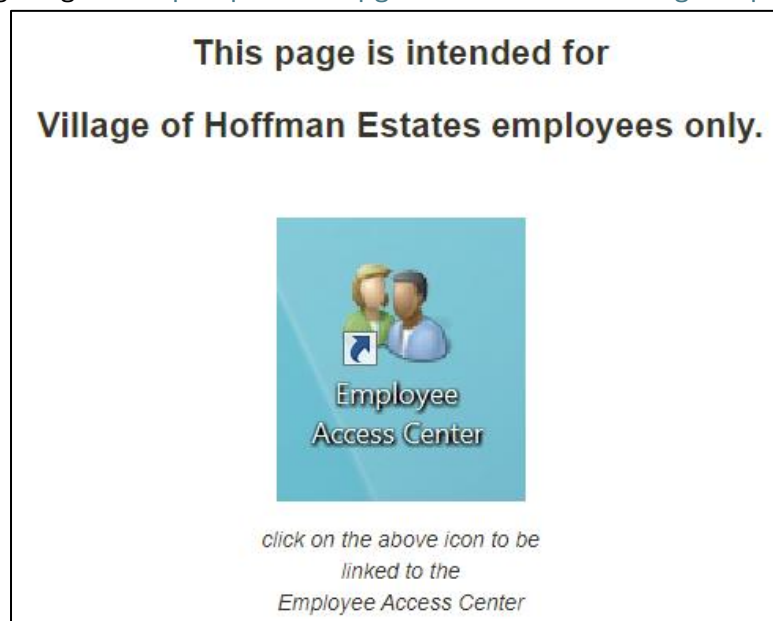 This page is intended for
Village of Hoffman Estates employees only.
Employee
Access Center
click on the above icon to be
linked to the
Employee Access Center